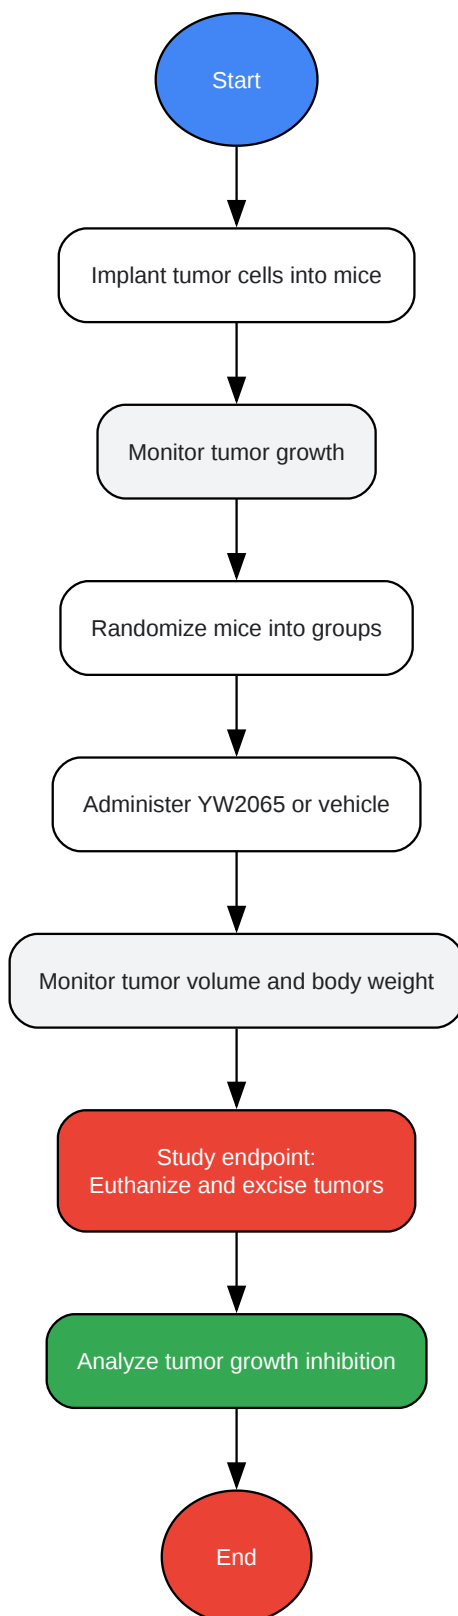 Start
Implant tumor cells into mice
Monitor tumor growth
Randomize mice into groups
Administer YW2065 or vehicle
Monitor tumor volume and body weight
Study endpoint:
Euthanize and excise tumors
Analyze tumor growth inhibition
End